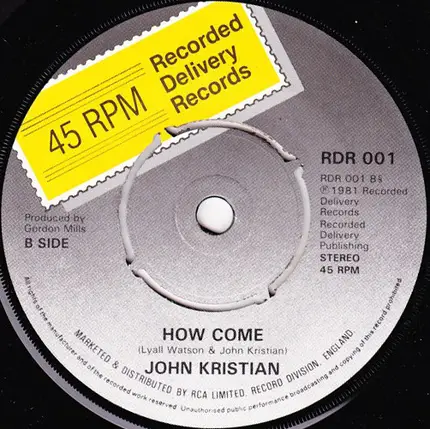 45 RPM
Recorded
Delivery
Records
RDR 001
RDR 001 B
℗ 1981 Recorded
Delivery
Records
Recorded
Delivery
Publishing
STEREO
45 RPM
Produced by
Gordon Mills
B SIDE
HOW COME
(Lyall Watson & John Kristian)
JOHN KRISTIAN
MARKETED & DISTRIBUTED BY RCA LIMITED. RECORD DIVISION, ENGLAND.
All rights of the manufacturer and of the recorded work reserved. Unauthorised public performance broadcasting and copying of this record prohibited